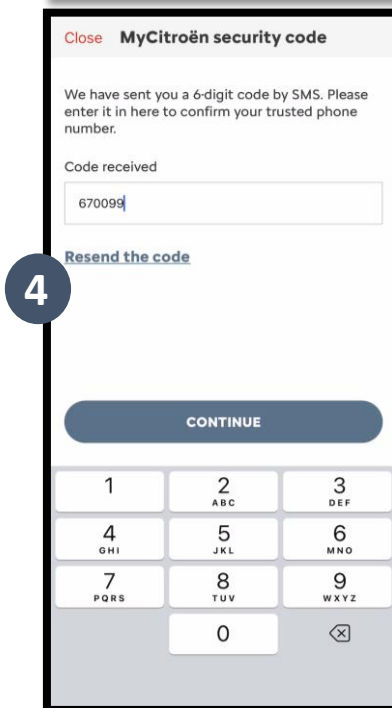 Close MyCitroën security code
We have sent you a 6-digit code by SMS. Please
enter it in here to confirm your trusted phone
number.
Code received
670099
Resend the code
4
CONTINUE
1 2 3
ABC DEF
4 5 6
GHI JKL MNO
7 8 9
PQRS TUV WXYZ
0